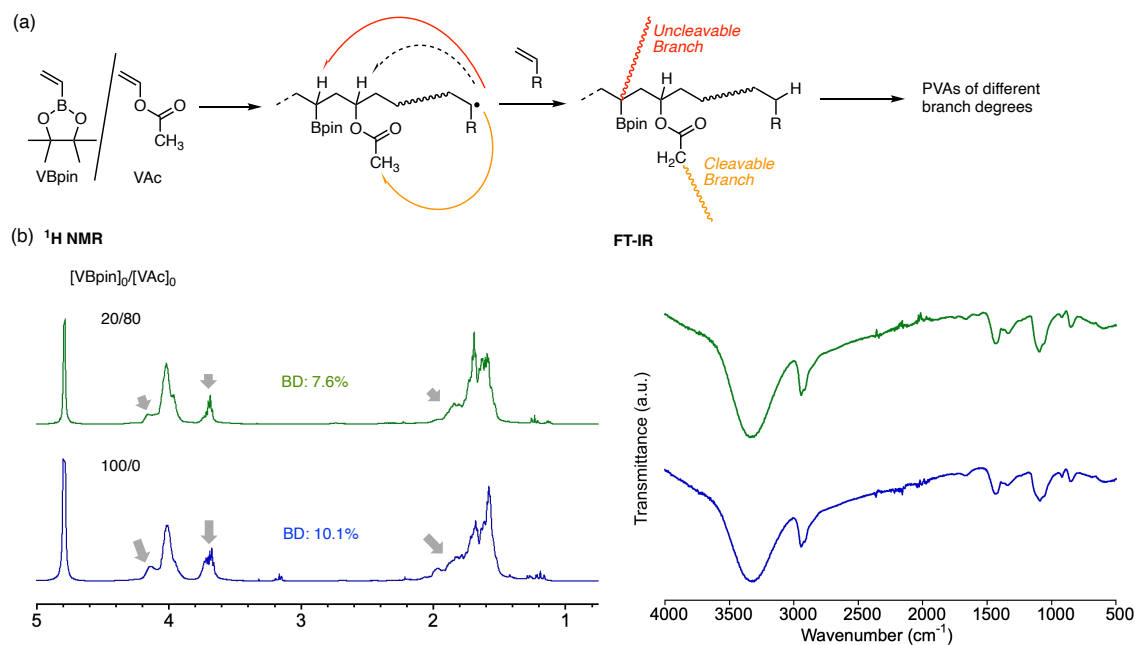 (a)
Uncleavable
Branch
H H
R
H
H
B
O O
O
O
CH3
Bpin
O O
R
CH3
Bpin
O O
R
H2C
PVAs of different
branch degrees
Cleavable
Branch
VBpin VAc
(b) 1H NMR
FT-IR
[VBpin]0/[VAc]0
20/80
BD: 7.6%
100/0
BD: 10.1%
Transmittance (a.u.)
5 4 3 2 1
4000 3500 3000 2500 2000 1500 1000 500
Wavenumber (cm-1)